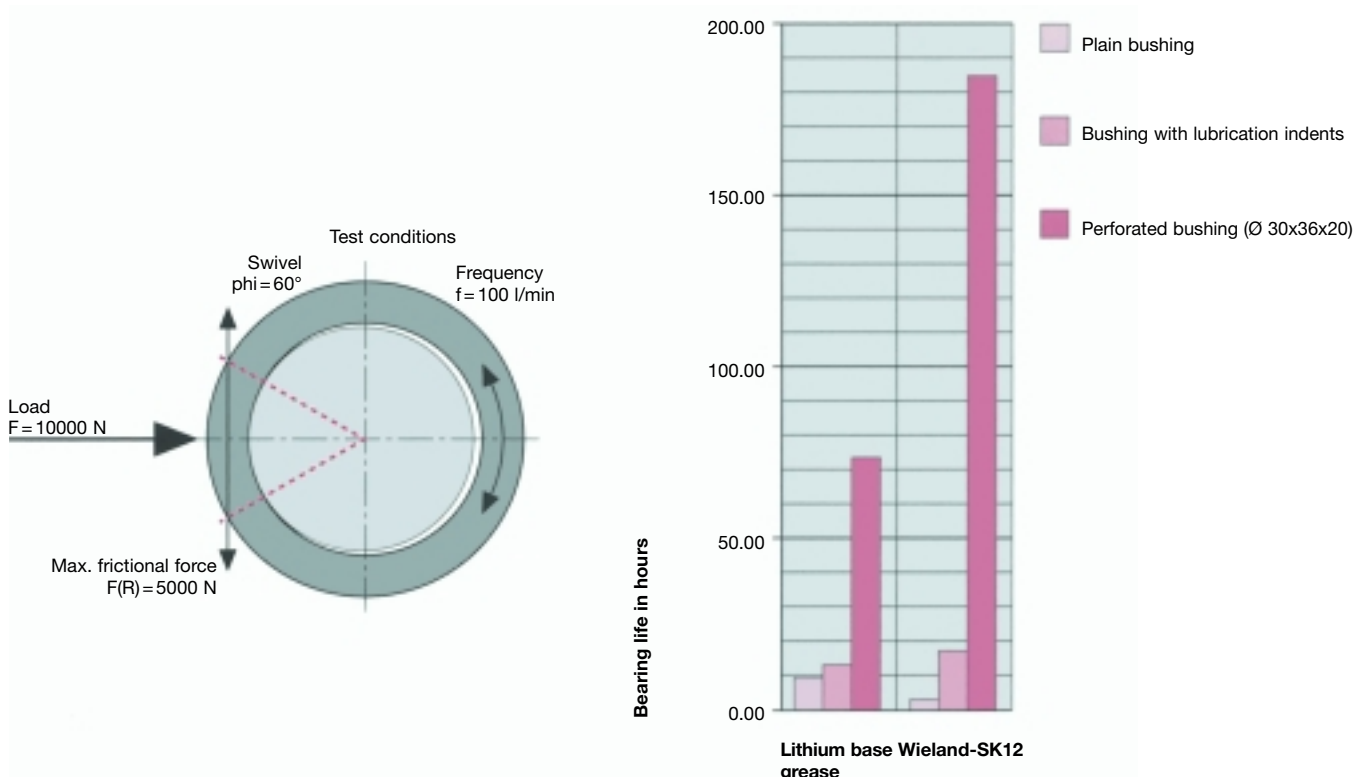 Test conditions
Swivel
phi=60°
Frequency
f=100 l/min
Load
F=10000 N
Max. frictional force
F(R)=5000 N
Bearing life in hours
200.00
150.00
100.00
50.00
0.00
Lithium base Wieland-SK12
grease
Plain bushing
Bushing with lubrication indents
Perforated bushing (Ø 30x36x20)